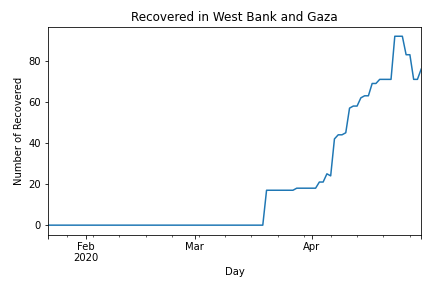 Recovered in West Bank and Gaza
Number of Recovered
80
60
40
20
0
Feb
2020
Mar
Apr
Day